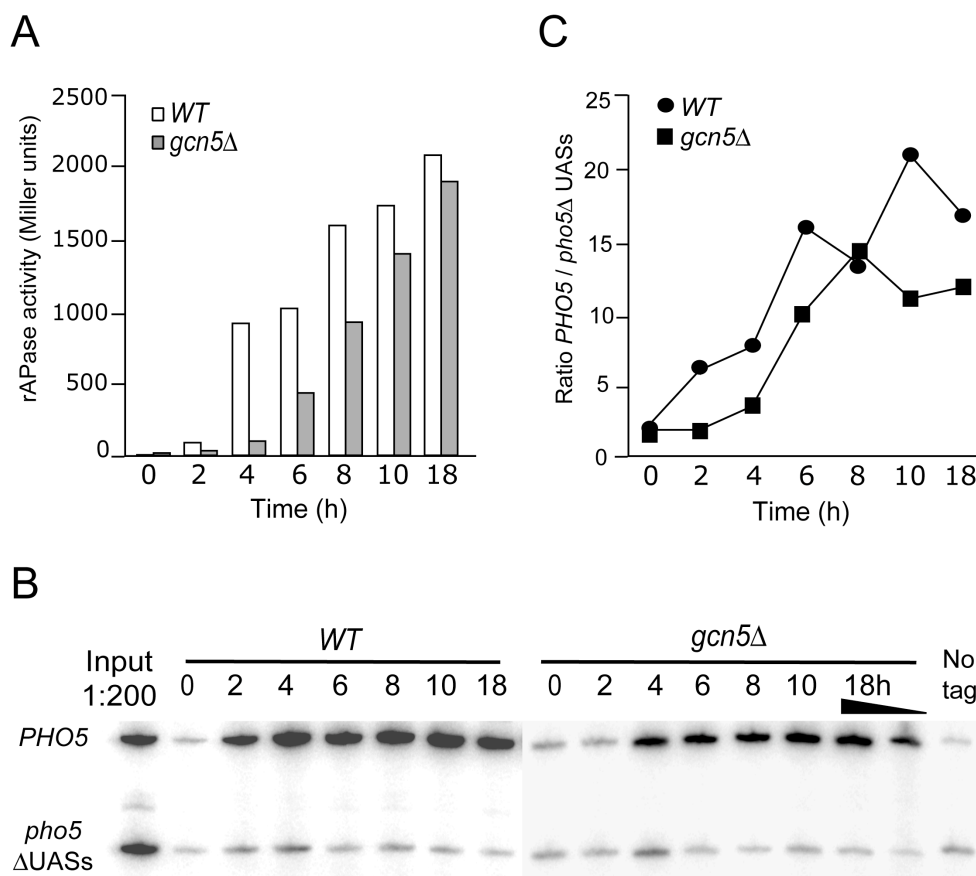 A
rAPase activity (Miller units)
2500
2000
1500
1000
500
0
WT
gcn5Δ
0 2 4 6 8 10 18
Time (h)
C
Ratio PHO5 / pho5Δ UASs
25
20
15
10
5
0
WT
gcn5Δ
0 2 4 6 8 10 18
Time (h)
B
Input
1:200
WT
0 2 4 6 8 10 18
gcn5Δ
0 2 4 6 8 10 18h
No
tag
PHO5
pho5
ΔUASs